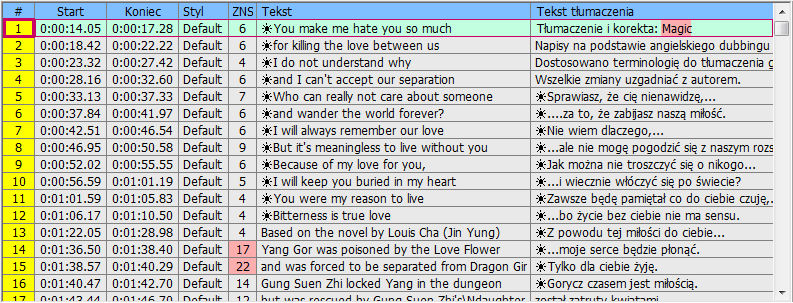 # Start Koniec Styl ZNS Tekst Tekst tłumaczenia
1 0:00:14.05 0:00:17.28 Default 6 ☀You make me hate you so much Tłumaczenie i korekta: Magic
2 0:00:18.42 0:00:22.22 Default 6 ☀for killing the love between us Napisy na podstawie angielskiego dubbingu
3 0:00:23.32 0:00:27.42 Default 4 ☀I do not understand why Dostosowano terminologię do tłumaczenia g
4 0:00:28.16 0:00:32.60 Default 6 ☀and I can't accept our separation Wszelkie zmiany uzgadniać z autorem.
5 0:00:33.13 0:00:37.33 Default 7 ☀Who can really not care about someone ☀Sprawiasz, że cię nienawidzę,...
6 0:00:37.84 0:00:41.97 Default 6 ☀and wander the world forever? ☀....za to, że zabijasz naszą miłość.
7 0:00:42.51 0:00:46.54 Default 6 ☀I will always remember our love ☀Nie wiem dlaczego,...
8 0:00:46.95 0:00:50.58 Default 9 ☀But it's meaningless to live without you ☀...ale nie mogę pogodzić się z naszym rozs
9 0:00:52.02 0:00:55.55 Default 6 ☀Because of my love for you, ☀Jak można nie troszczyć się o nikogo...
10 0:00:56.59 0:01:01.19 Default 5 ☀I will keep you buried in my heart ☀...i wiecznie włóczyć się po świecie?
11 0:01:01.59 0:01:05.83 Default 4 ☀You were my reason to live ☀Zawsze będę pamiętał co do ciebie czuję,
12 0:01:06.17 0:01:10.50 Default 4 ☀Bitterness is true love ☀...bo życie bez ciebie nie ma sensu.
13 0:01:22.05 0:01:28.98 Default 4 Based on the novel by Louis Cha (Jin Yung) ☀Z powodu tej miłości do ciebie...
14 0:01:36.50 0:01:38.40 Default 17 Yang Gor was poisoned by the Love Flower ☀...moje serce będzie płonąć.
15 0:01:38.57 0:01:40.29 Default 22 and was forced to be separated from Dragon Gir ☀Tylko dla ciebie żyję.
16 0:01:40.47 0:01:42.70 Default 14 Gung Suen Zhi locked Yang in the dungeon ☀Gorycz czasem jest miłością.
17 0:01:43.44 0:01:46.70 Default 12 but was rescued by Gung Suen Zhi's\Ndaughter został zatruty kwiatami